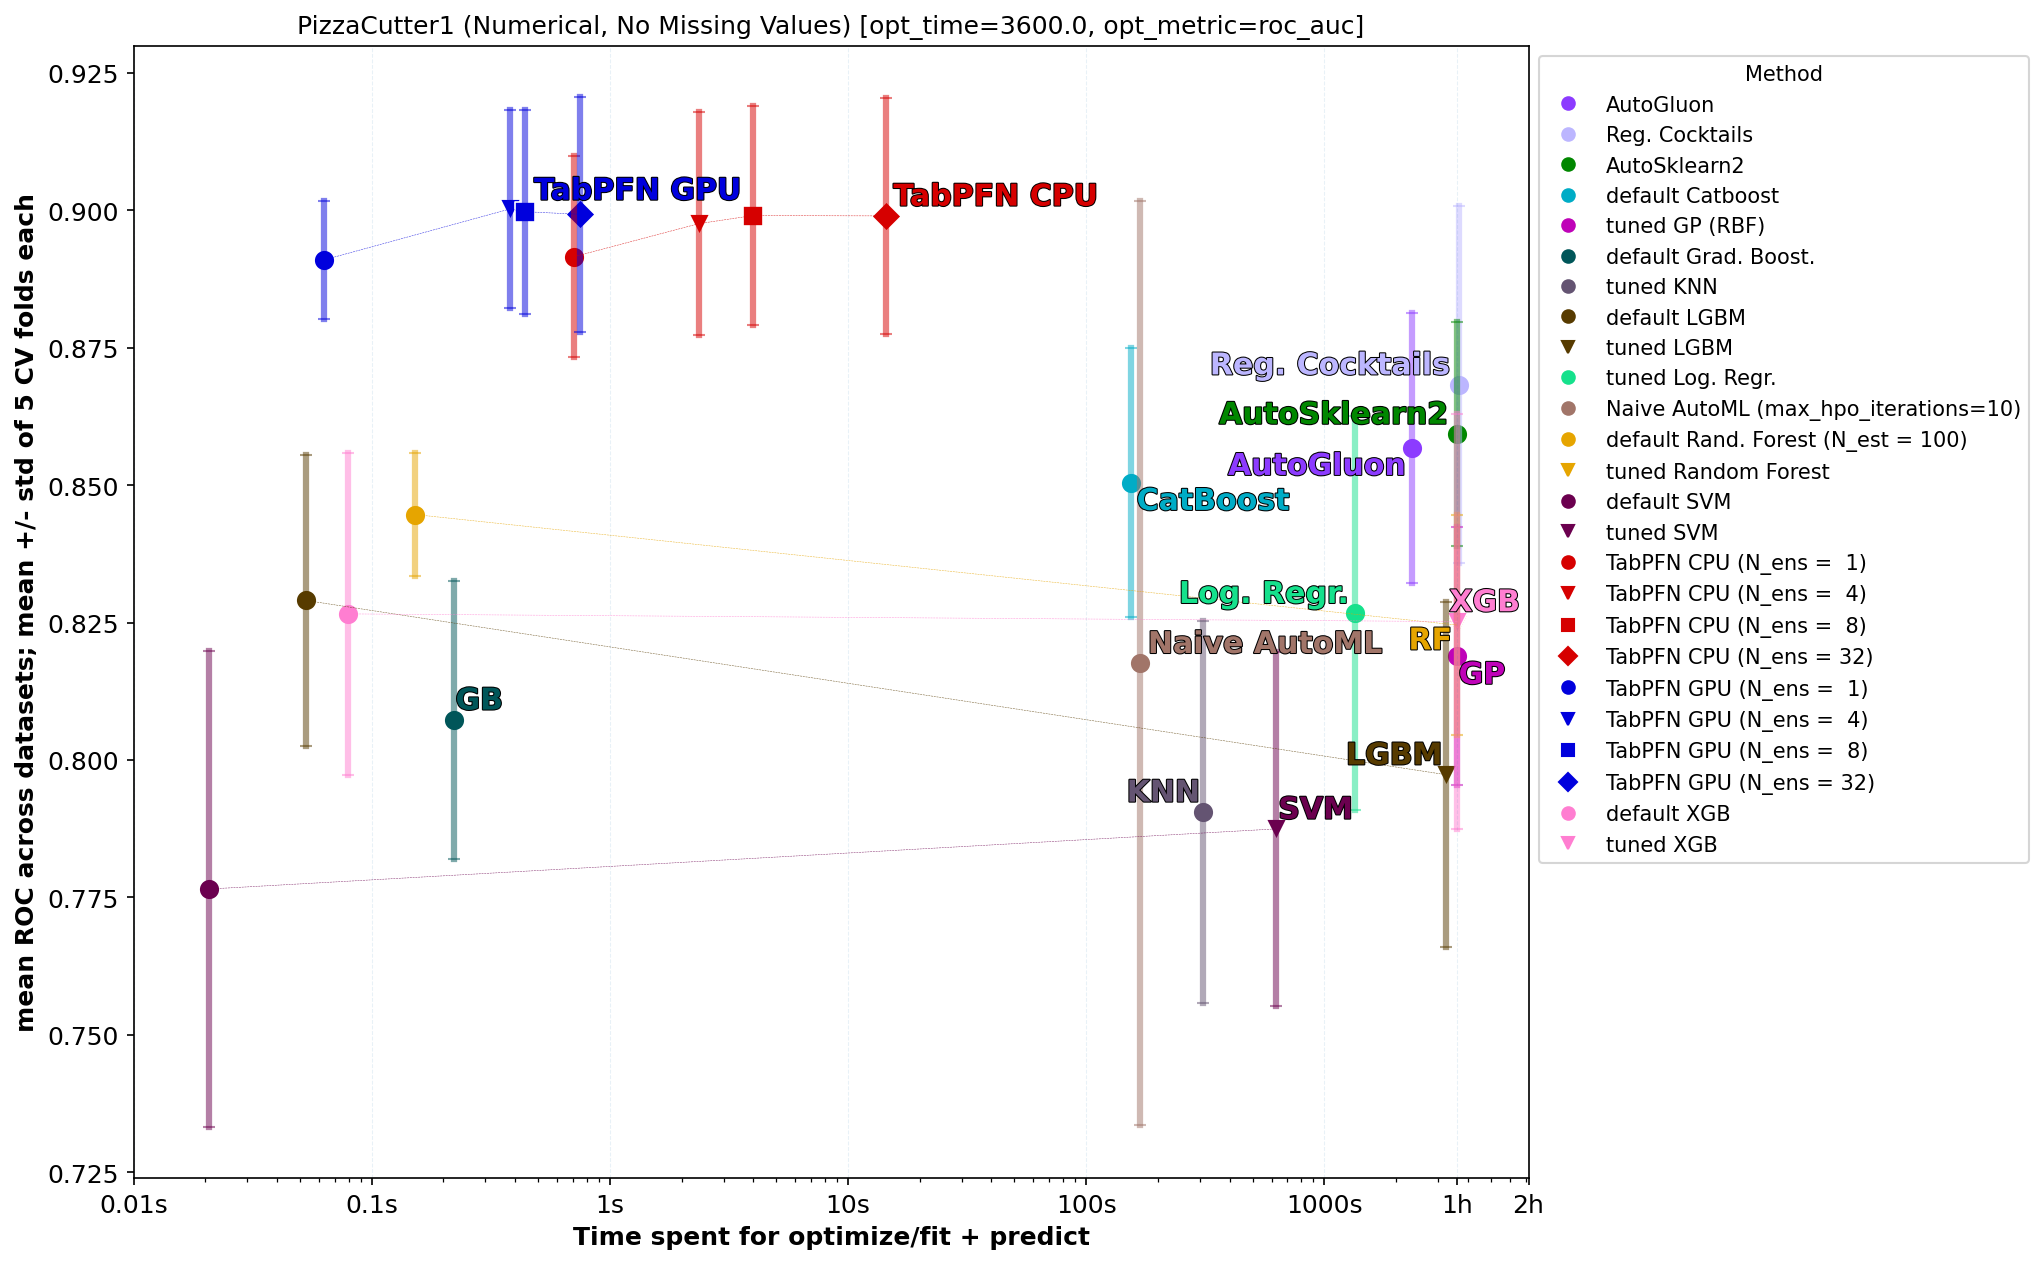 PizzaCutter1 (Numerical, No Missing Values) [opt_time=3600.0, opt_metric=roc_auc]
mean ROC across datasets; mean +/- std of 5 CV folds each
0.925
0.900
0.875
0.850
0.825
0.800
0.775
0.750
0.725
TabPFN GPU
TabPFN CPU
Reg. Cocktails
AutoSklearn2
AutoGluon
CatBoost
Log. Regr.
XGB
Naive AutoML
RF
GP
GB
LGBM
KNN
SVM
0.01s 0.1s 1s 10s 100s 1000s 1h 2h
Time spent for optimize/fit + predict
Method
AutoGluon
Reg. Cocktails
AutoSklearn2
default Catboost
tuned GP (RBF)
default Grad. Boost.
tuned KNN
default LGBM
tuned LGBM
tuned Log. Regr.
Naive AutoML (max_hpo_iterations=10)
default Rand. Forest (N_est = 100)
tuned Random Forest
default SVM
tuned SVM
TabPFN CPU (N_ens =  1)
TabPFN CPU (N_ens =  4)
TabPFN CPU (N_ens =  8)
TabPFN CPU (N_ens = 32)
TabPFN GPU (N_ens =  1)
TabPFN GPU (N_ens =  4)
TabPFN GPU (N_ens =  8)
TabPFN GPU (N_ens = 32)
default XGB
tuned XGB